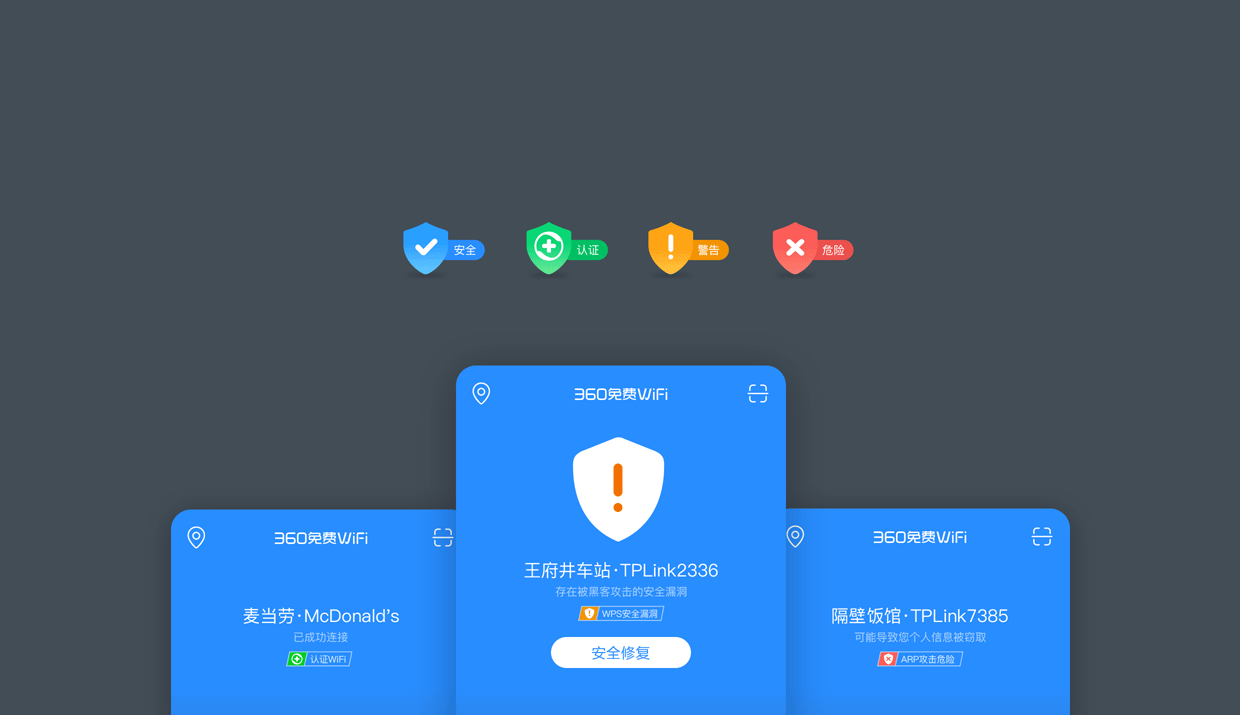 安全
认证
警告
危险
360免费WiFi
王府井车站·TPLink2336
存在被黑客攻击的安全漏洞
WPS安全漏洞
安全修复
360免费WiFi
麦当劳·McDonald's
已成功连接
认证WiFi
360免费WiFi
隔壁饭馆·TPLink7385
可能导致您个人信息被窃取
ARP攻击危险